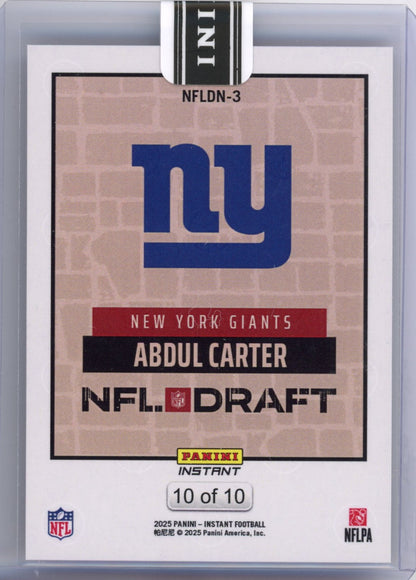 INI
NFLDN-3
ny
NEW YORK GIANTS
ABDUL CARTER
NFL NFL DRAFT
PANINI
INSTANT
10 of 10
NFL
NFLPA
2025 PANINI – INSTANT FOOTBALL
帕尼尼 © 2025 Panini America, Inc.